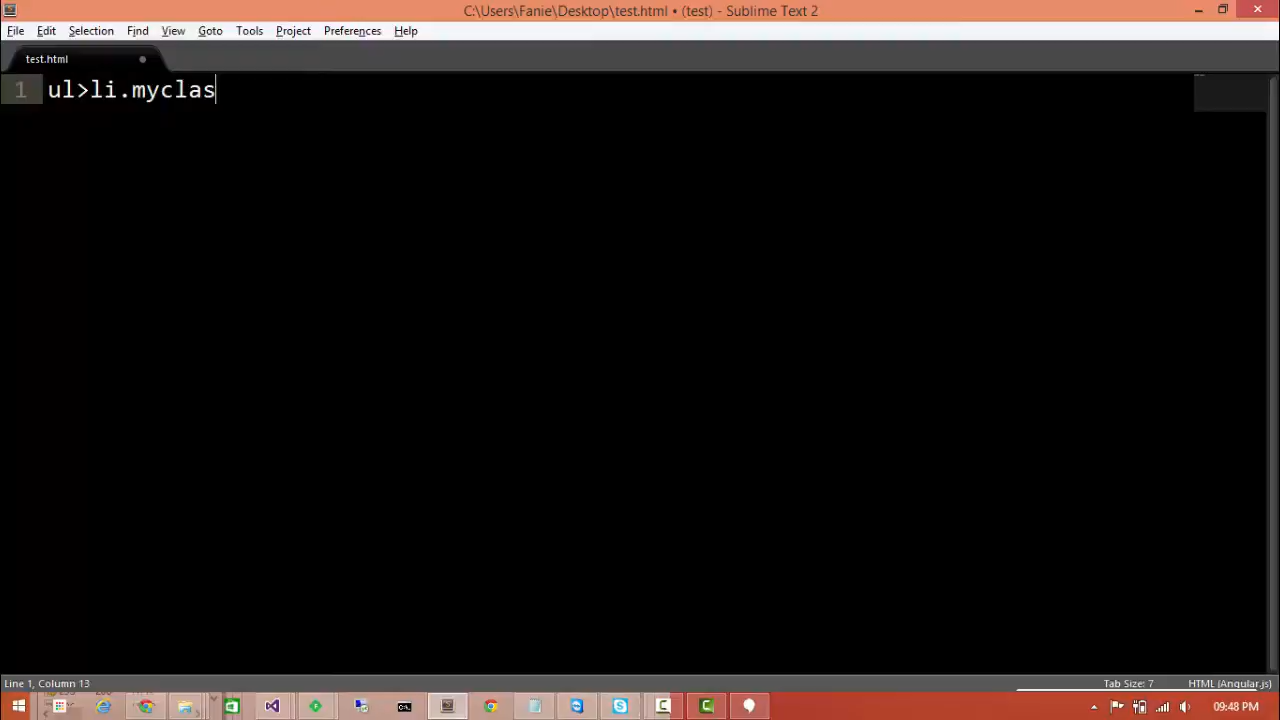 C:\Users\Fanie\Desktop\test.html • (test) - Sublime Text 2
File Edit Selection Find View Goto Tools Project Preferences Help
test.html
1 ul>li.myclas
Line 1, Column 13 Tab Size: 7 HTML (Angular.js)
09:48 PM